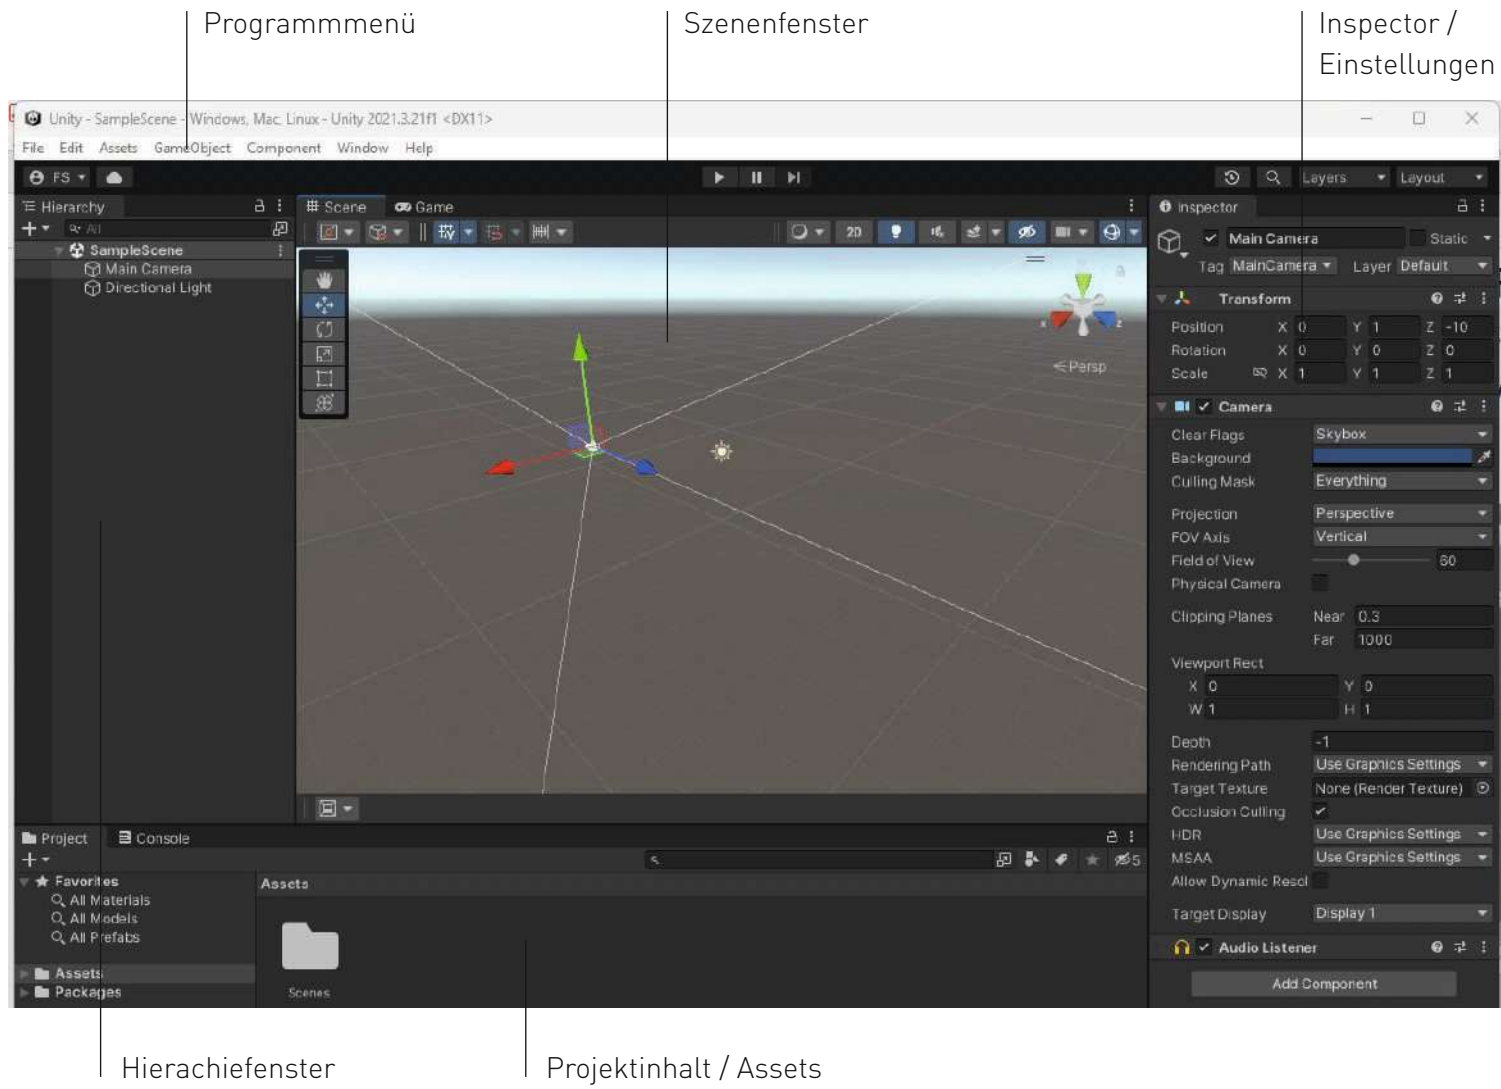 Programmmenü
Szenenfenster
Inspector /
Einstellungen
Unity - SampleScene - Windows, Mac, Linux - Unity 2021.3.21f1 <DX11>
File Edit Assets GameObject Component Window Help
FS
Layers Layout
Hierarchy
All
SampleScene
Main Camera
Directional Light
Scene Game
2D
x z
Persp
Inspector
Main Camera Static
Tag MainCamera Layer Default
Transform
Position X 0 Y 1 Z -10
Rotation X 0 Y 0 Z 0
Scale X 1 Y 1 Z 1
Camera
Clear Flags Skybox
Background
Culling Mask Everything
Projection Perspective
FOV Axis Vertical
Field of View 60
Physical Camera
Clipping Planes Near 0.3
Far 1000
Viewport Rect
X 0 Y 0
W 1 H 1
Depth -1
Rendering Path Use Graphics Settings
Target Texture None (Render Texture)
Occlusion Culling
HDR Use Graphics Settings
MSAA Use Graphics Settings
Allow Dynamic Resol
Target Display Display 1
Audio Listener
Add Component
Project Console
5
Favorites
All Materials
All Models
All Prefabs
Assets
Packages
Assets
Scenes
Hierachiefenster
Projektinhalt / Assets